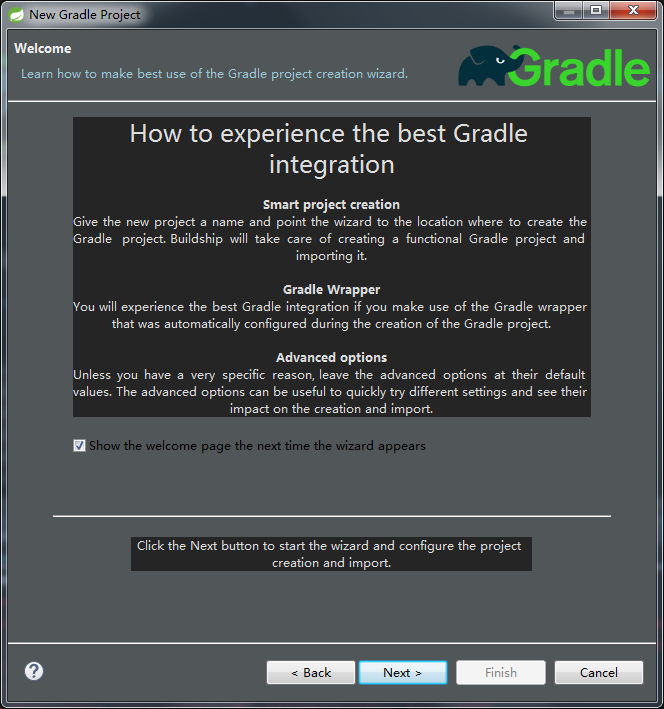 New Gradle Project
Welcome
Learn how to make best use of the Gradle project creation wizard.
Gradle
How to experience the best Gradle
integration
Smart project creation
Give the new project a name and point the wizard to the location where to create the
Gradle project. Buildship will take care of creating a functional Gradle project and
importing it.
Gradle Wrapper
You will experience the best Gradle integration if you make use of the Gradle wrapper
that was automatically configured during the creation of the Gradle project.
Advanced options
Unless you have a very specific reason, leave the advanced options at their default
values. The advanced options can be useful to quickly try different settings and see their
impact on the creation and import.
Show the welcome page the next time the wizard appears
Click the Next button to start the wizard and configure the project
creation and import.
?
< Back
Next >
Finish
Cancel